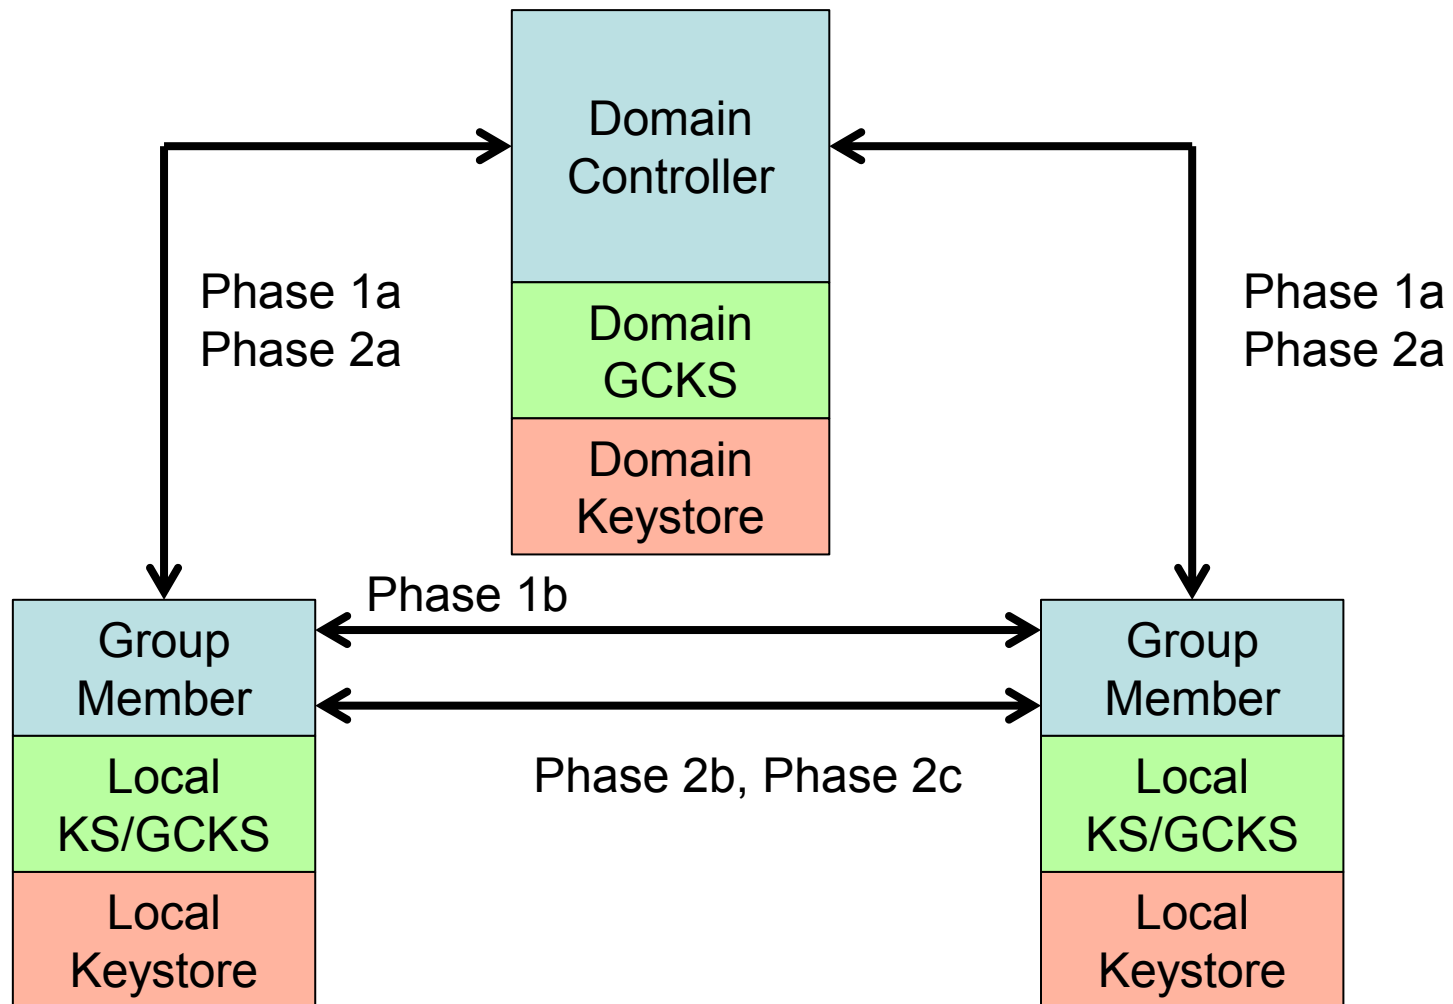 Domain
Controller
Domain
GCKS
Domain
Keystore
Phase 1a
Phase 2a
Phase 1a
Phase 2a
Phase 1b
Phase 2b, Phase 2c
Group
Member
Local
KS/GCKS
Local
Keystore
Group
Member
Local
KS/GCKS
Local
Keystore